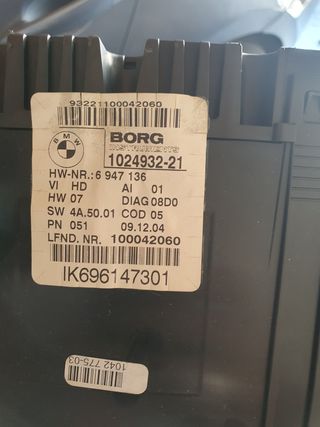 93221100042060
BMW
BORG
INSTRUMENTS
1024932-21
HW-NR.: 6 947 136
VI HD AI 01
HW 07 DIAG 08D0
SW 4A.50.01 COD 05
PN 051 09.12.04
LFND. NR. 100042060
IK696147301
1042 775-03